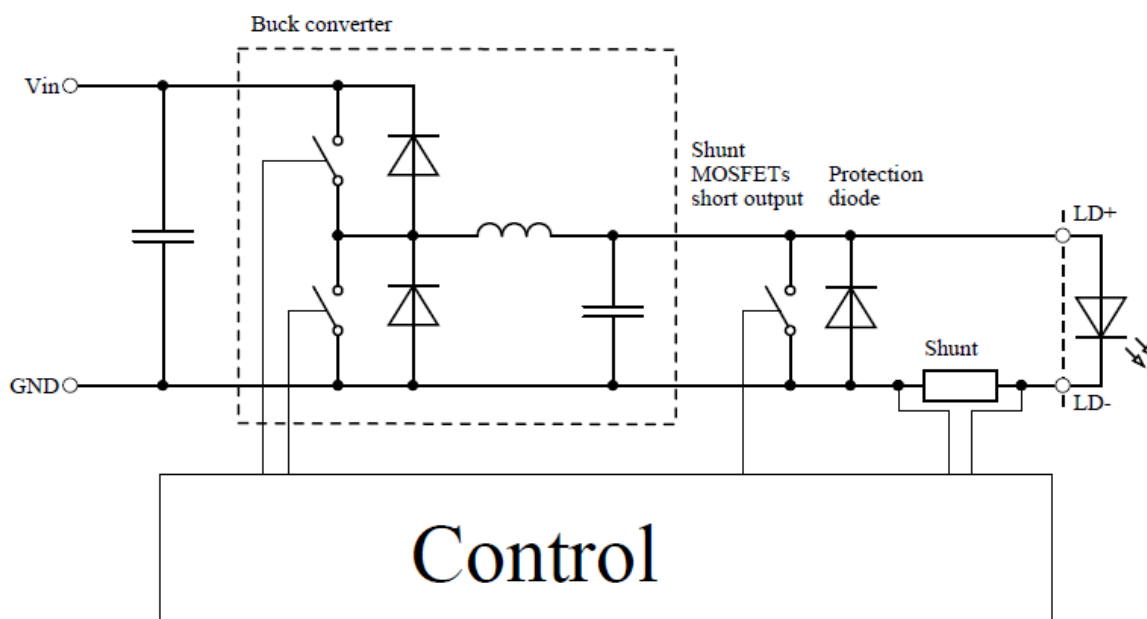 Buck converter
Vin
Shunt
MOSFETs
short output
Protection
diode
LD+
Shunt
GND
LD-
Control